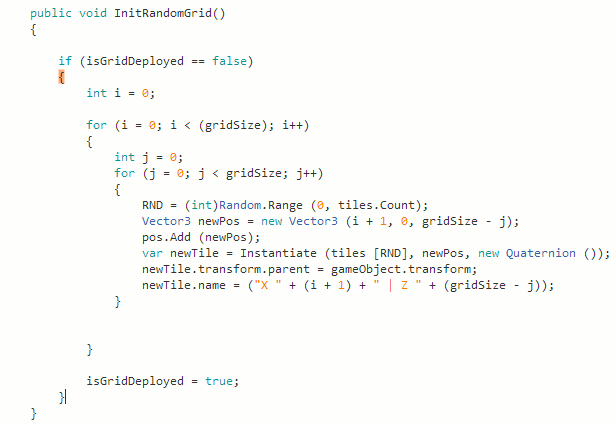 public void InitRandomGrid()
{
if (isGridDeployed == false)
{
int i = 0;
for (i = 0; i < (gridSize); i++)
{
int j = 0;
for (j = 0; j < gridSize; j++)
{
RND = (int)Random.Range (0, tiles.Count);
Vector3 newPos = new Vector3 (i + 1, 0, gridSize - j);
pos.Add (newPos);
var newTile = Instantiate (tiles [RND], newPos, new Quaternion ());
newTile.transform.parent = gameObject.transform;
newTile.name = ("X " + (i + 1) + " | Z " + (gridSize - j));
}
}
isGridDeployed = true;
}
}